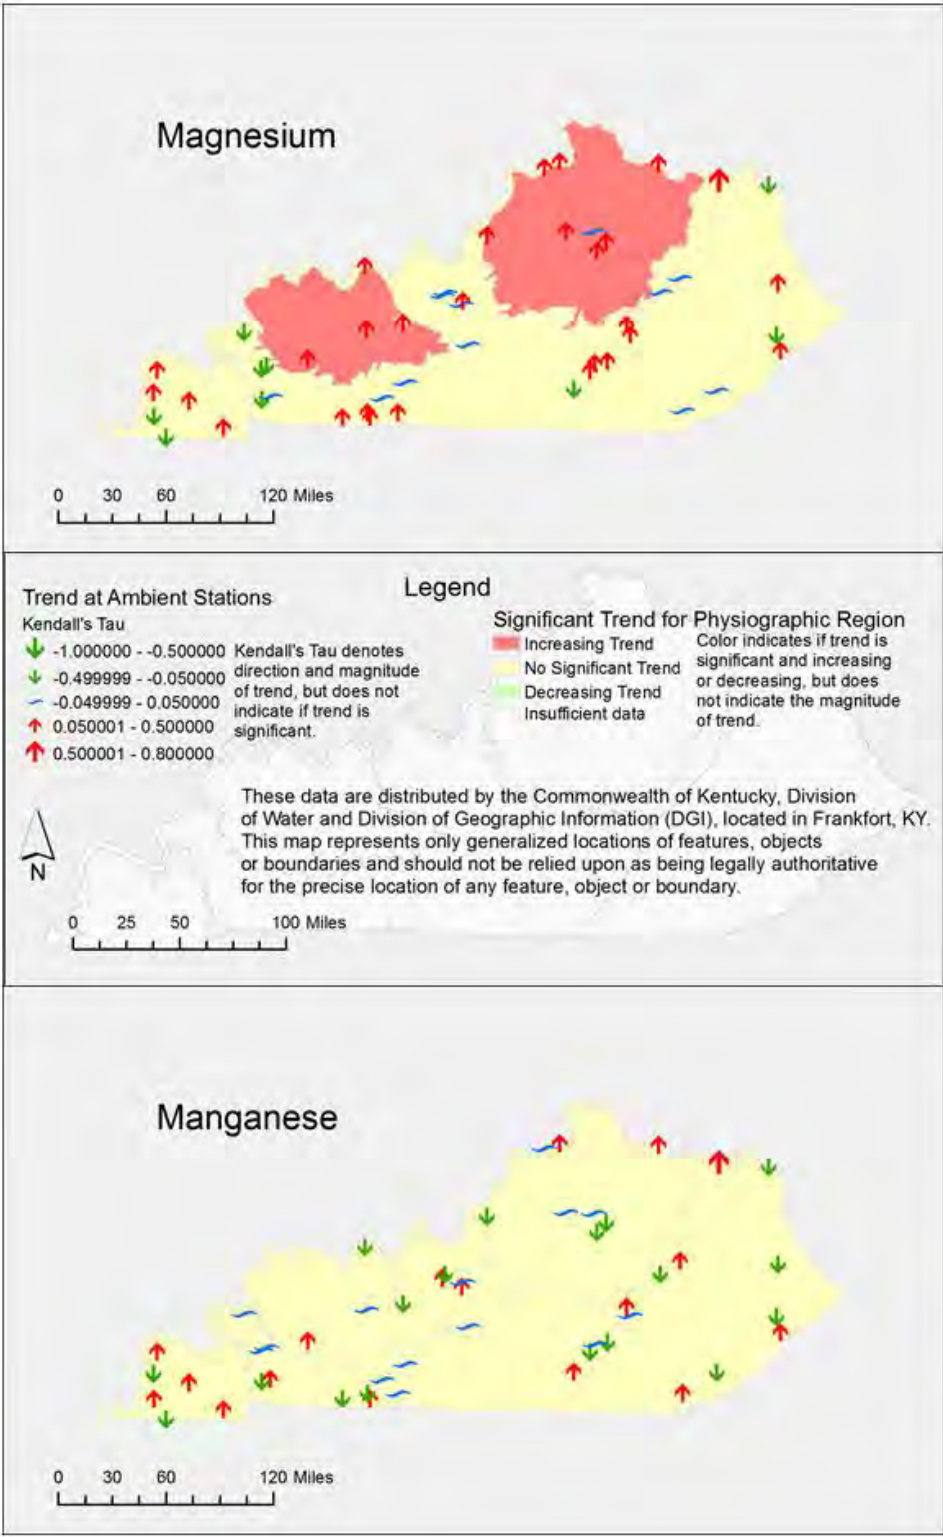 Magnesium
0 30 60 120 Miles
Legend
Trend at Ambient Stations
Kendall's Tau
-1.000000 - -0.500000
-0.499999 - -0.050000
-0.049999 - 0.050000
0.050001 - 0.500000
0.500001 - 0.800000
Kendall's Tau denotes
direction and magnitude
of trend, but does not
indicate if trend is
significant.
Significant Trend for Physiographic Region
Increasing Trend
No Significant Trend
Decreasing Trend
Insufficient data
Color indicates if trend is
significant and increasing
or decreasing, but does
not indicate the magnitude
of trend.
These data are distributed by the Commonwealth of Kentucky, Division
of Water and Division of Geographic Information (DGI), located in Frankfort, KY.
This map represents only generalized locations of features, objects
or boundaries and should not be relied upon as being legally authoritative
for the precise location of any feature, object or boundary.
N
0 25 50 100 Miles
Manganese
0 30 60 120 Miles